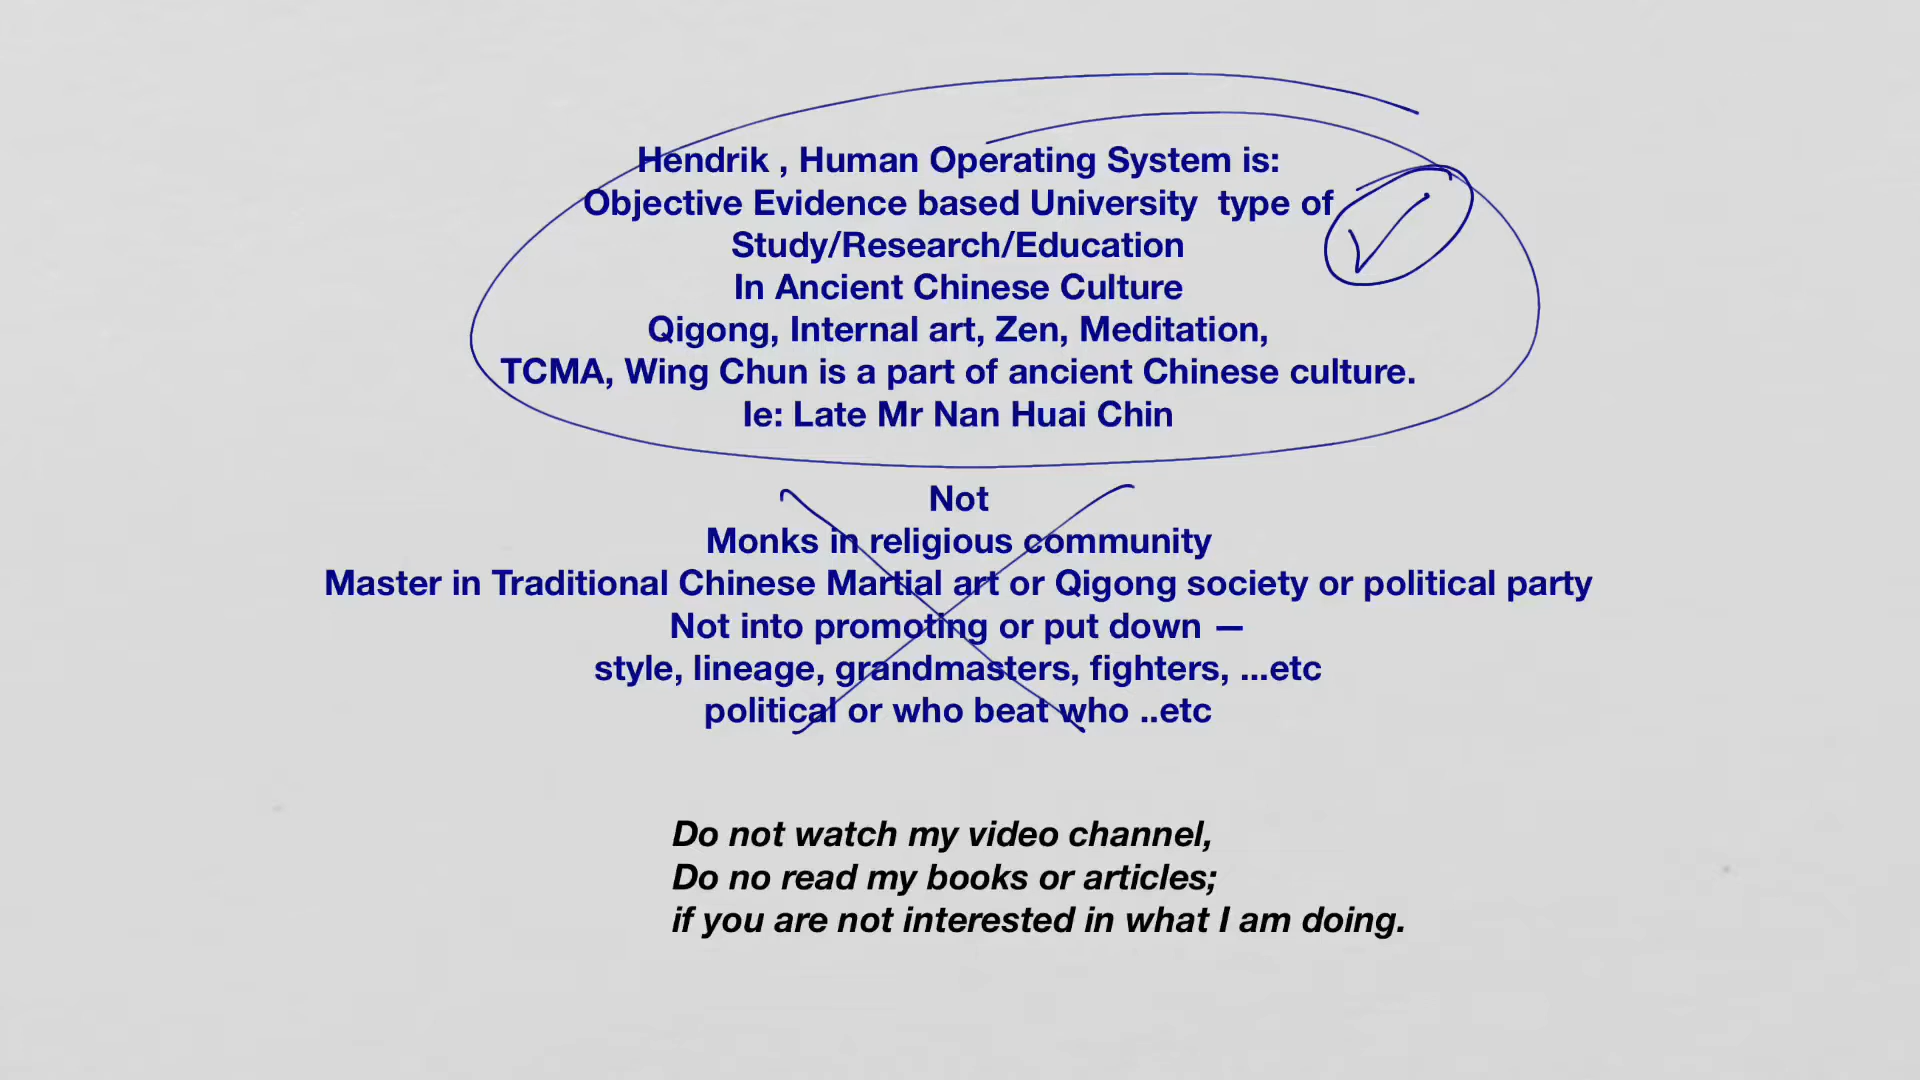 Hendrik , Human Operating System is:
Objective Evidence based University type of
Study/Research/Education
In Ancient Chinese Culture
Qigong, Internal art, Zen, Meditation,
TCMA, Wing Chun is a part of ancient Chinese culture.
Ie: Late Mr Nan Huai Chin
Not
Monks in religious community
Master in Traditional Chinese Martial art or Qigong society or political party
Not into promoting or put down —
style, lineage, grandmasters, fighters, ...etc
political or who beat who ..etc
Do not watch my video channel,
Do no read my books or articles;
if you are not interested in what I am doing.